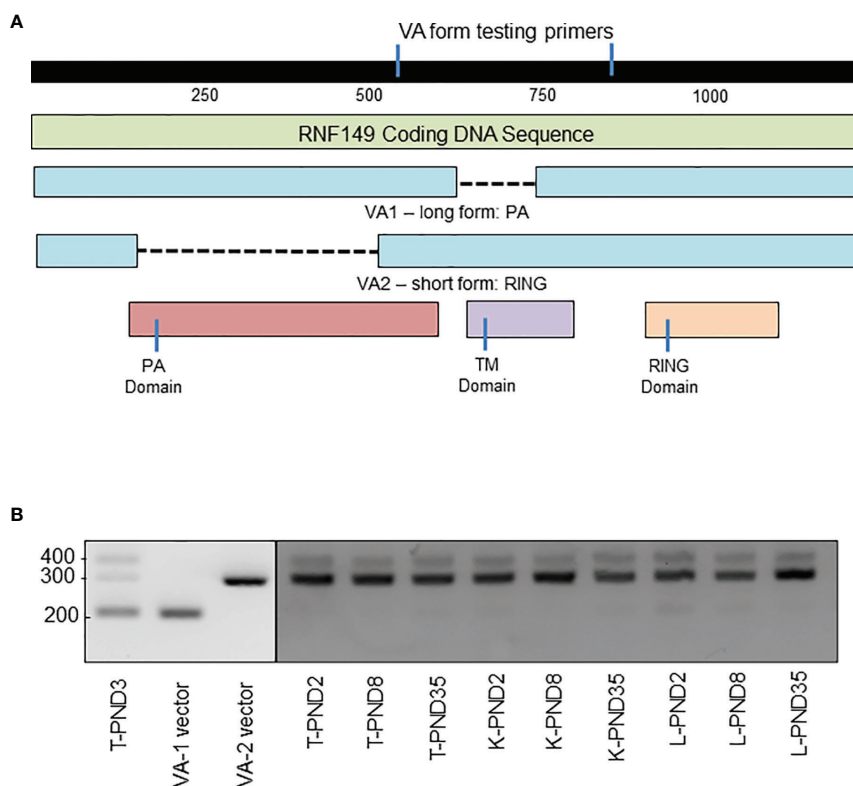 A
VA form testing primers
250 500 750 1000
RNF149 Coding DNA Sequence
VA1 – long form: PA
VA2 – short form: RING
PA
Domain
TM
Domain
RING
Domain
B
400
300
200
T-PND3
VA-1 vector
VA-2 vector
T-PND2
T-PND8
T-PND35
K-PND2
K-PND8
K-PND35
L-PND2
L-PND8
L-PND35